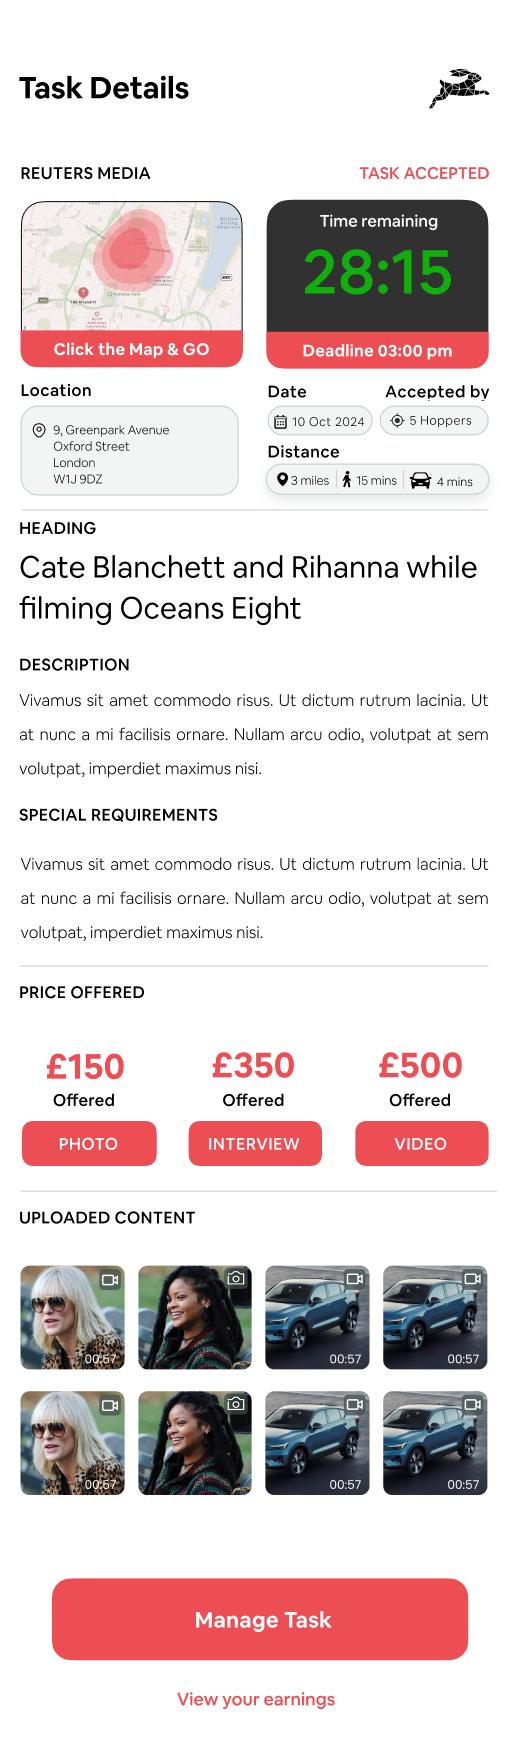 Task Details
REUTERS MEDIA
TASK ACCEPTED
Click the Map & GO
Time remaining
28:15
Deadline 03:00 pm
Location
9, Greenpark Avenue
Oxford Street
London
W1J 9DZ
Date
Accepted by
10 Oct 2024
5 Hoppers
Distance
3 miles
15 mins
4 mins
HEADING
Cate Blanchett and Rihanna while
filming Oceans Eight
DESCRIPTION
Vivamus sit amet commodo risus. Ut dictum rutrum lacinia. Ut
at nunc a mi facilisis ornare. Nullam arcu odio, volutpat at sem
volutpat, imperdiet maximus nisi.
SPECIAL REQUIREMENTS
Vivamus sit amet commodo risus. Ut dictum rutrum lacinia. Ut
at nunc a mi facilisis ornare. Nullam arcu odio, volutpat at sem
volutpat, imperdiet maximus nisi.
PRICE OFFERED
£150
£350
£500
Offered
Offered
Offered
PHOTO
INTERVIEW
VIDEO
UPLOADED CONTENT
00:57
00:57
00:57
00:57
00:57
00:57
Manage Task
View your earnings